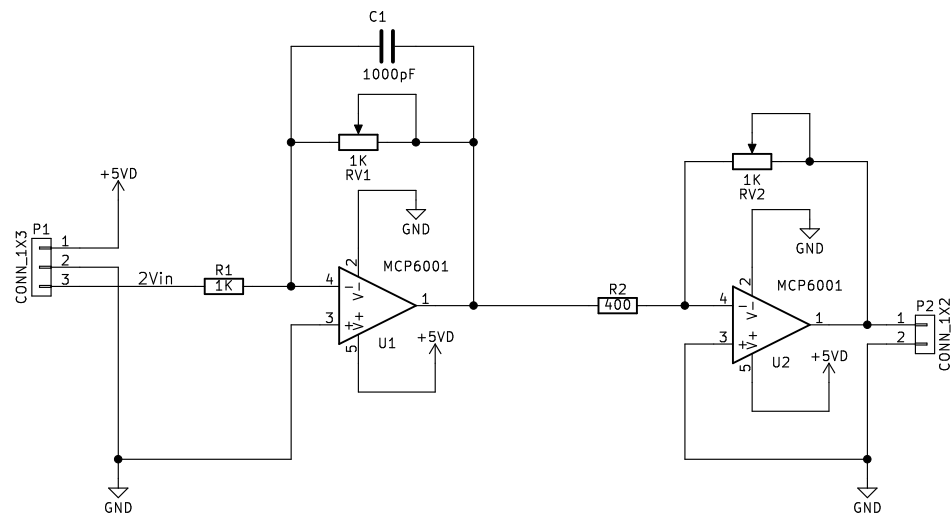 C1
1000pF
1K
RV1
1K
RV2
+5VD
GND
GND
P1
CONN_1X3
1
2
3
2Vin
R1
1K
MCP6001
2
4
3
5
1
V-
V+
-
+
U1
+5VD
R2
400
MCP6001
2
4
3
5
1
V-
V+
-
+
U2
+5VD
P2
CONN_1X2
1
2
GND
GND